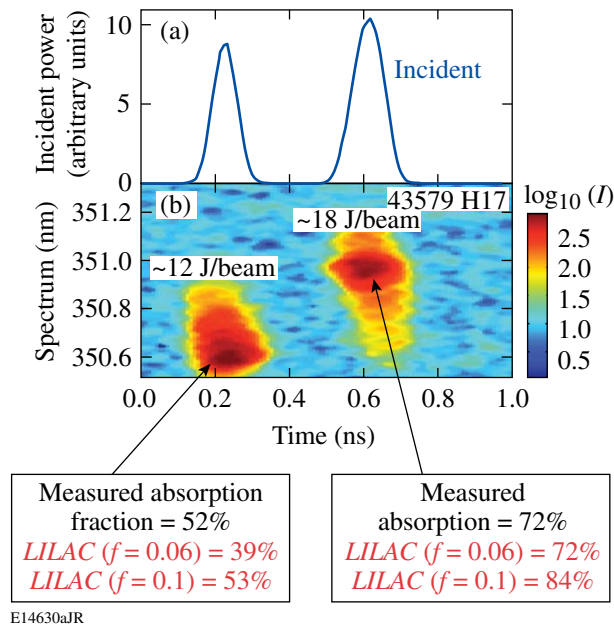 (a)
Incident power
(arbitrary units)
10
5
0
Incident
(b)
43579 H17
~18 J/beam
~12 J/beam
Spectrum (nm)
351.2
351.0
350.8
350.6
0.0 0.2 0.4 0.6 0.8 1.0
Time (ns)
log10 (I)
2.5
2.0
1.5
1.0
0.5
Measured absorption
fraction = 52%
LILAC (f = 0.06) = 39%
LILAC (f = 0.1) = 53%
Measured
absorption = 72%
LILAC (f = 0.06) = 72%
LILAC (f = 0.1) = 84%
E14630aJR